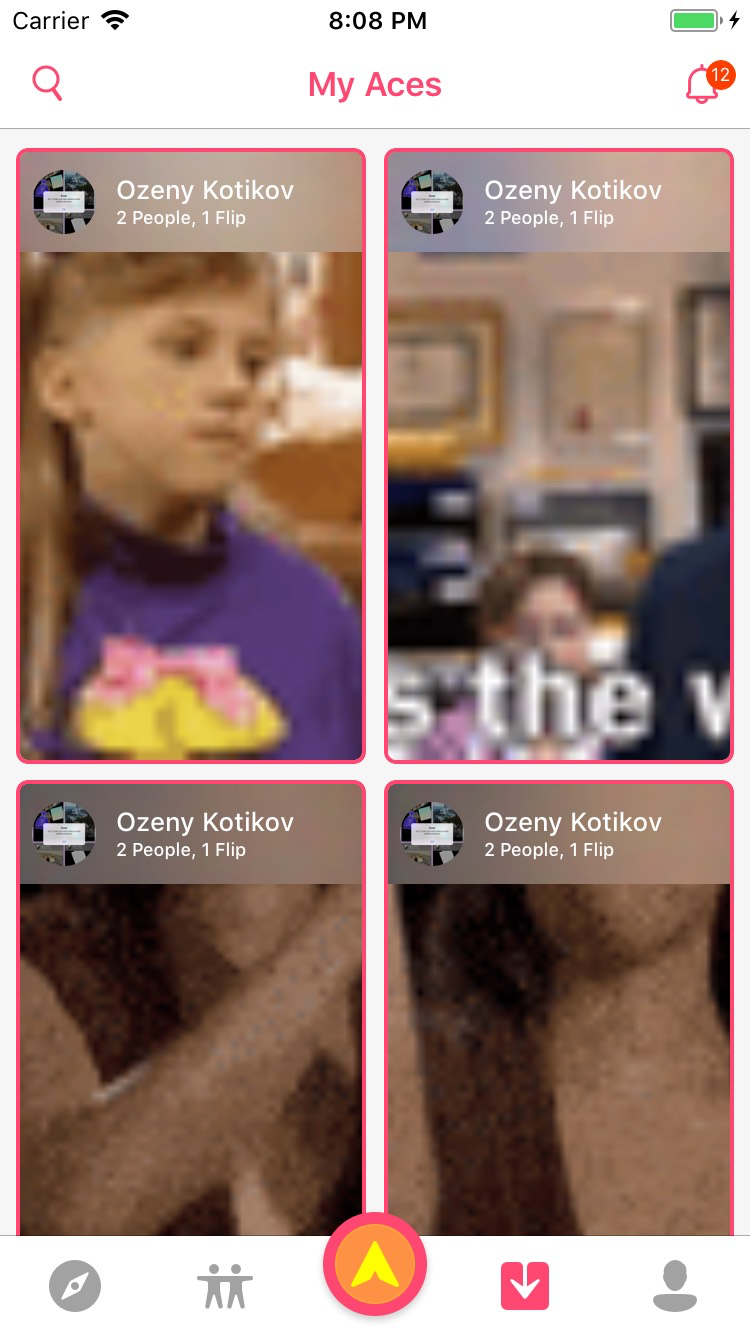 Carrier 8:08 PM
My Aces
12
Ozeny Kotikov
2 People, 1 Flip
Ozeny Kotikov
2 People, 1 Flip
s the
Ozeny Kotikov
2 People, 1 Flip
Ozeny Kotikov
2 People, 1 Flip